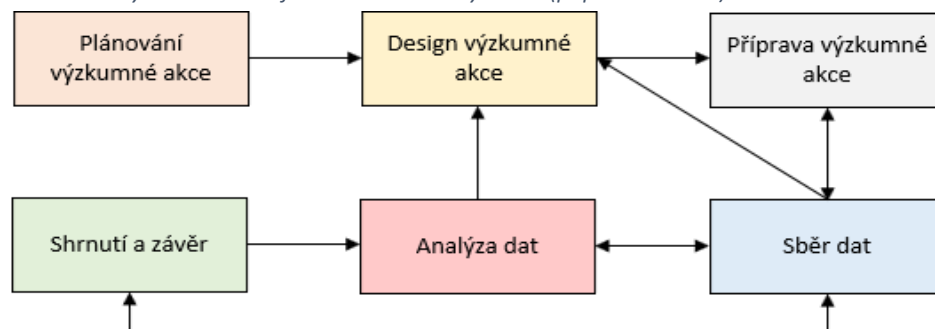 Plánování
výzkumné akce
Design výzkumné
akce
Příprava výzkumné
akce
Shrnutí a závěr
Analýza dat
Sběr dat